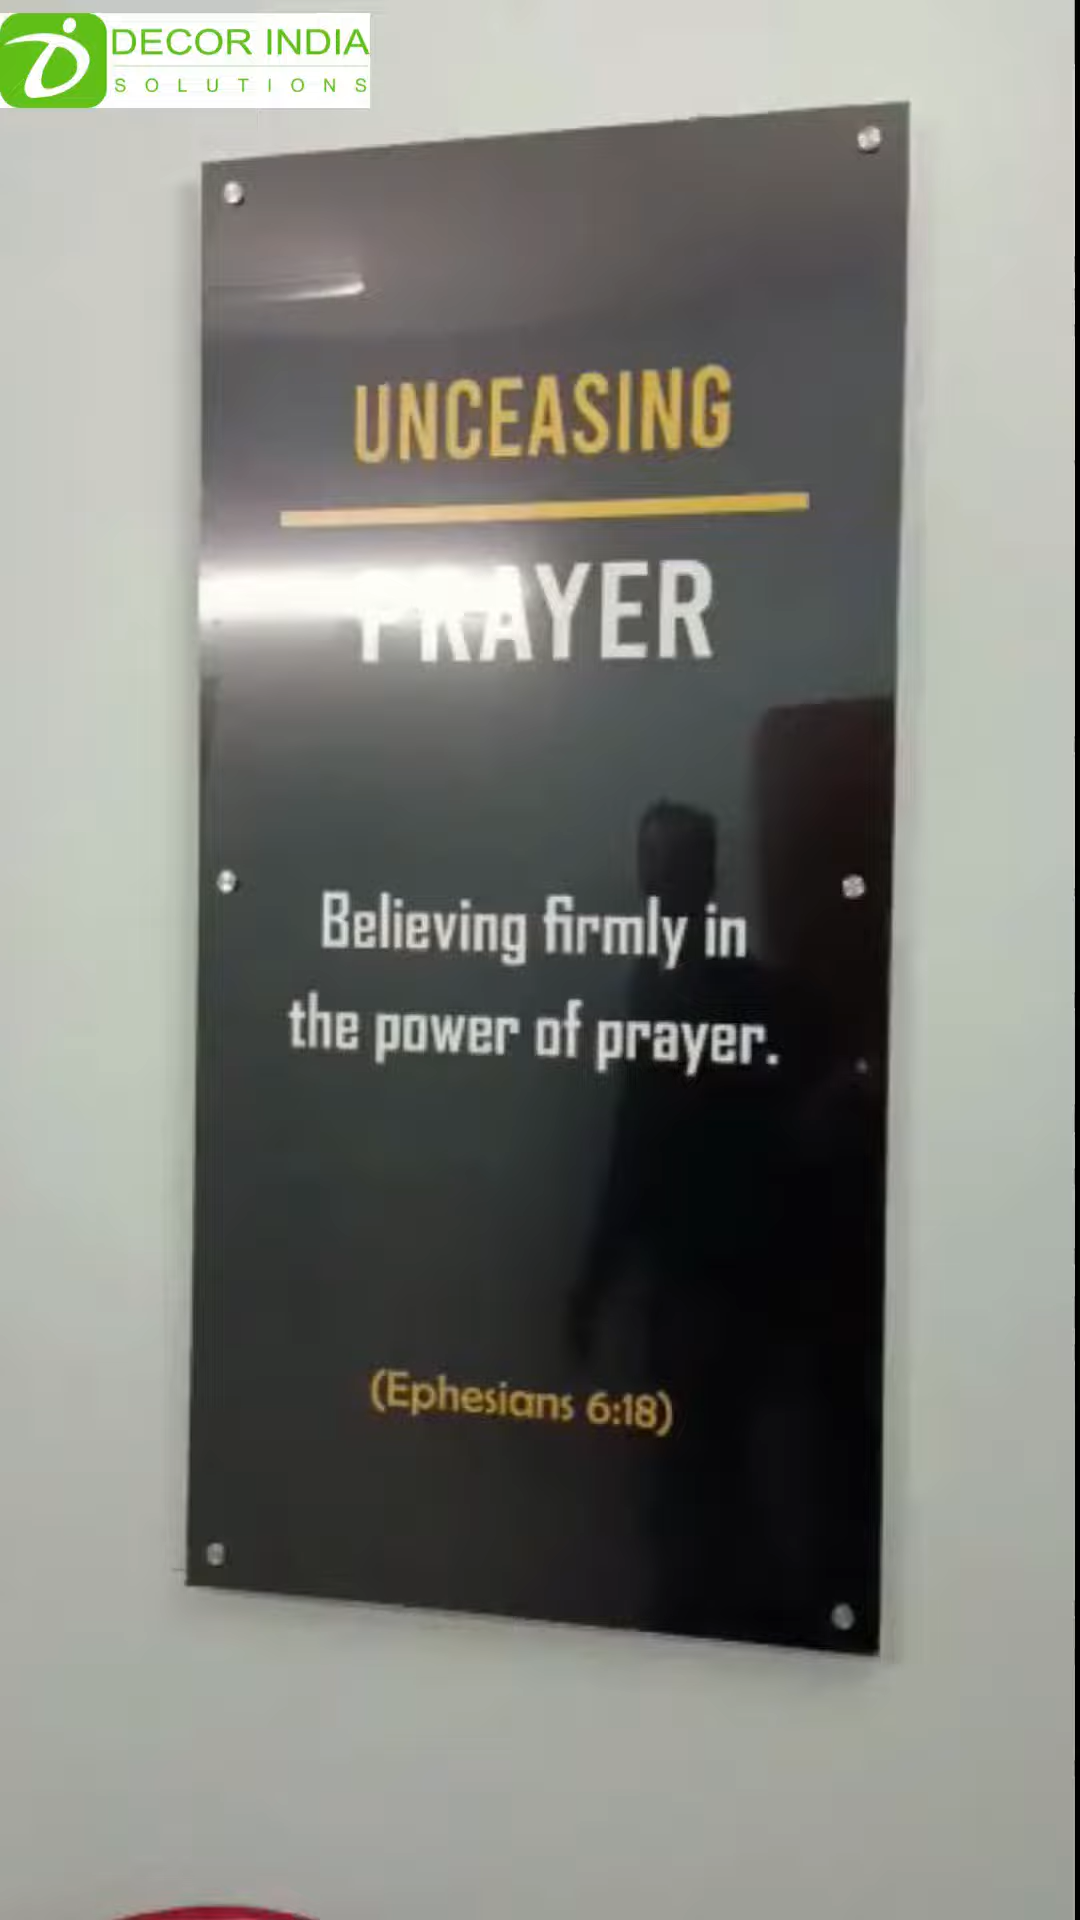 DECOR INDIA
SOLUTIONS
UNCEASING
PRAYER
Believing firmly in
the power of prayer.
(Ephesians 6:18)